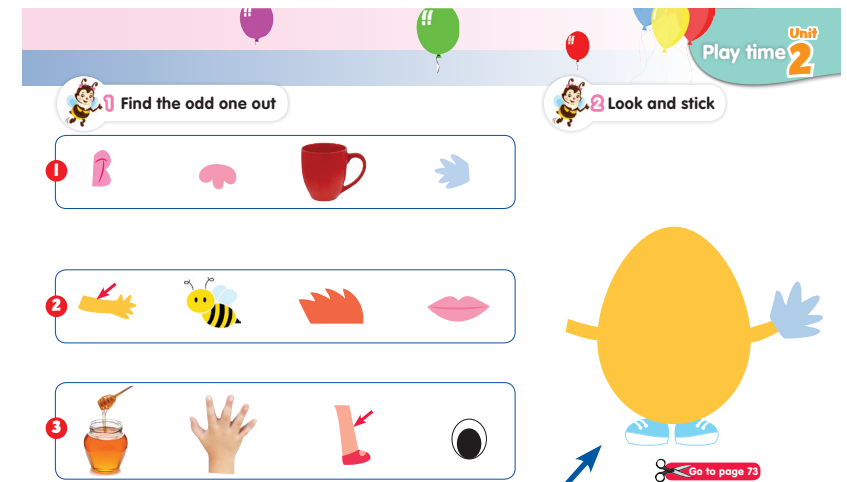 Unit
Play time 2
1 Find the odd one out
2 Look and stick
1
2
3
Go to page 73